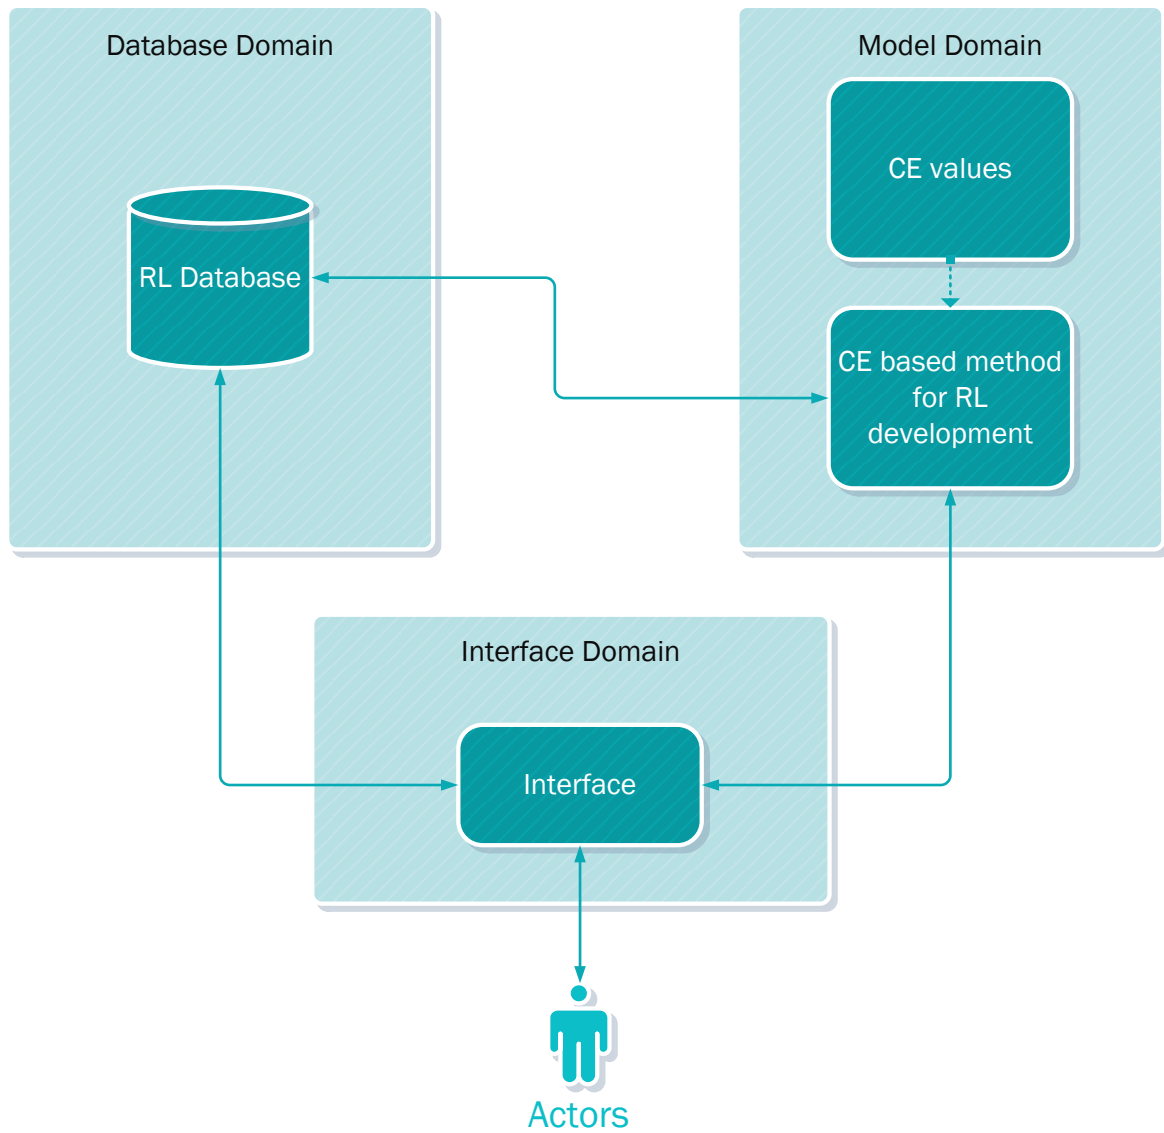 Database Domain
Model Domain
CE values
RL Database
CE based method
for RL
development
Interface Domain
Interface
Actors